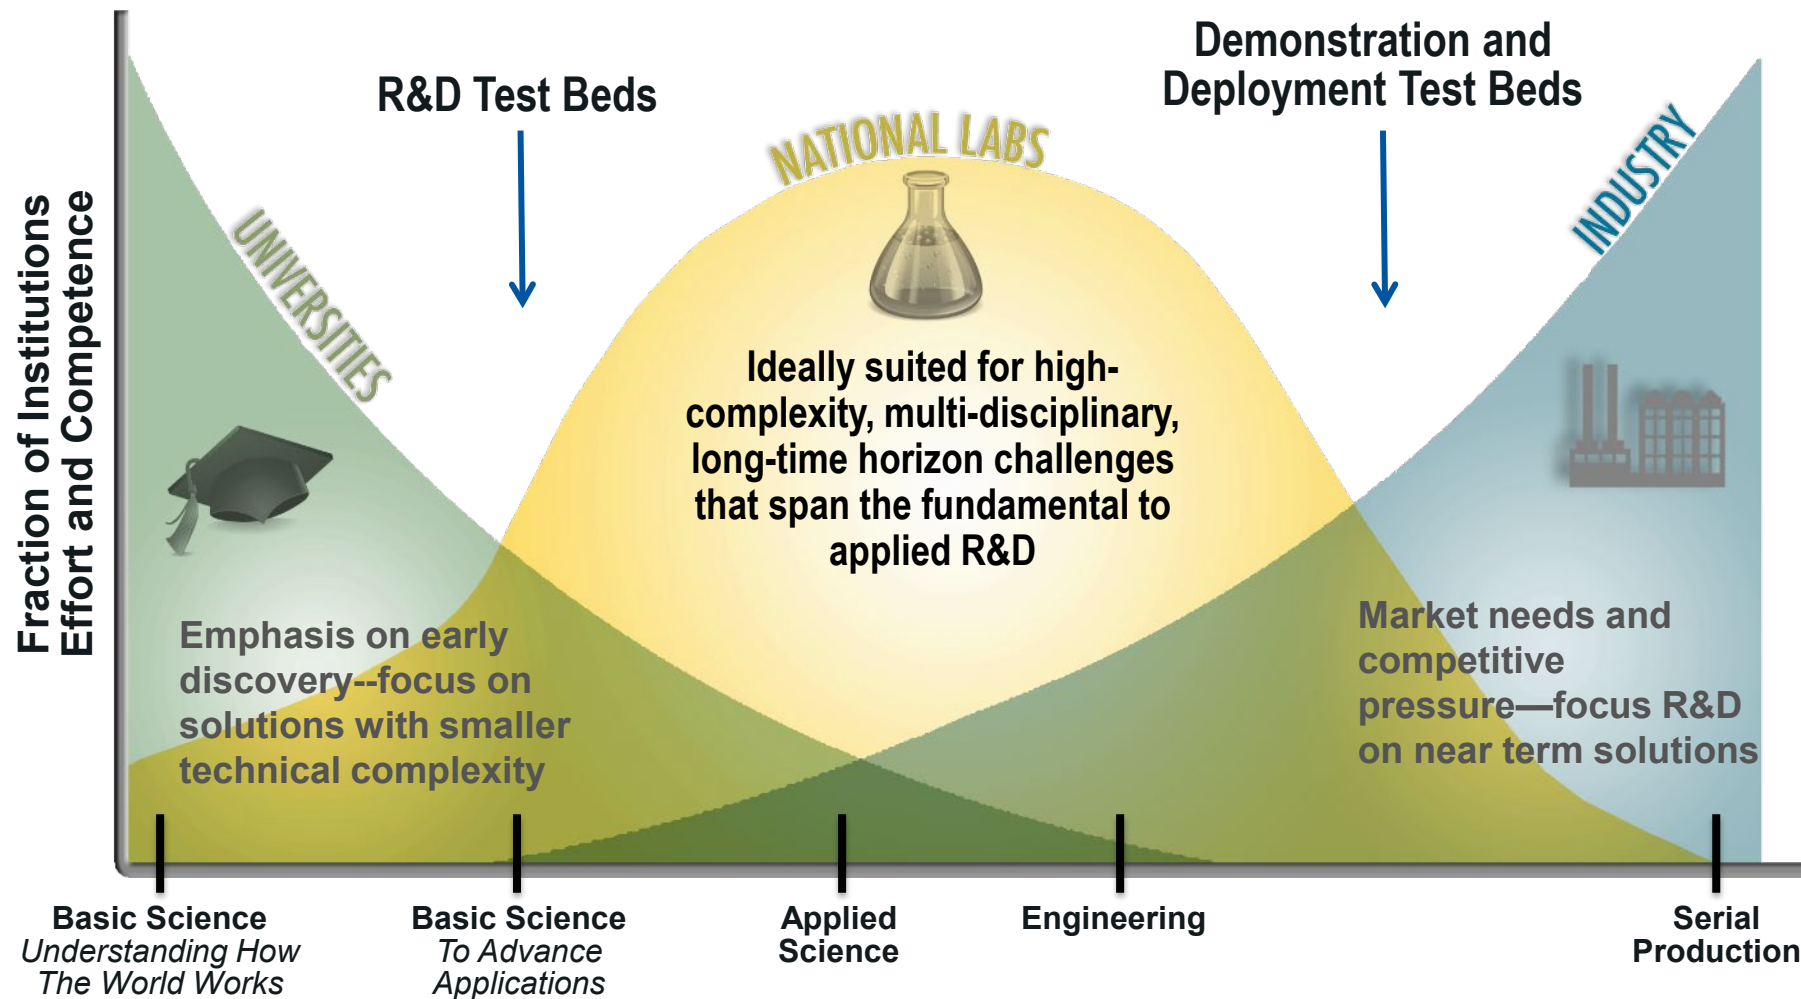 Fraction of Institutions
Effort and Competence
R&D Test Beds
Demonstration and
Deployment Test Beds
UNIVERSITIES
NATIONAL LABS
INDUSTRY
Emphasis on early
discovery--focus on
solutions with smaller
technical complexity
Ideally suited for high-
complexity, multi-disciplinary,
long-time horizon challenges
that span the fundamental to
applied R&D
Market needs and
competitive
pressure—focus R&D
on near term solutions
Basic Science
Understanding How
The World Works
Basic Science
To Advance
Applications
Applied
Science
Engineering
Serial
Production